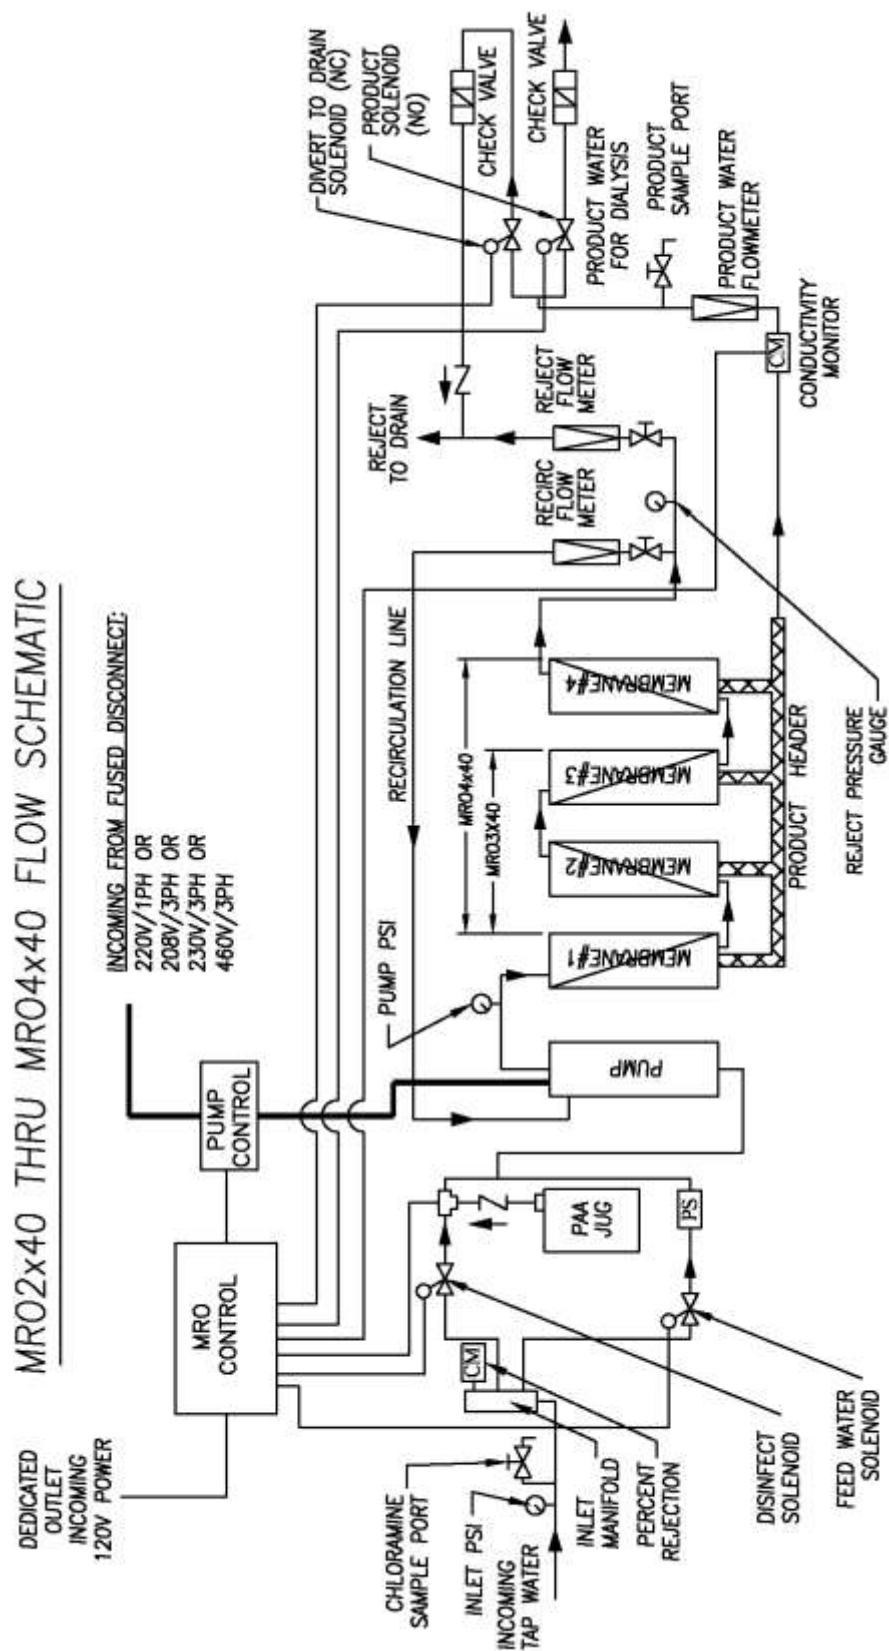 MRO2x40 THRU MRO4x40 FLOW SCHEMATIC
DEDICATED
OUTLET
INCOMING
120V POWER
MRO
CONTROL
PUMP
CONTROL
INCOMING FROM FUSED DISCONNECT:
220V/1PH OR
208V/3PH OR
230V/3PH OR
460V/3PH
DIVERT TO DRAIN
SOLENOID (NC)
PRODUCT
SOLENOID
(NO)
CHECK VALVE
CHECK VALVE
PRODUCT WATER
FOR DIALYSIS
PRODUCT
SAMPLE PORT
PRODUCT WATER
FLOWMETER
CM
CONDUCTIVITY
MONITOR
REJECT
TO DRAIN
REJECT
FLOW
METER
RECIRC
FLOW
METER
RECIRCULATION LINE
MRO4x40
MRO3X40
PUMP PSI
MEMBRANE#1
MEMBRANE#2
MEMBRANE#3
MEMBRANE#4
PRODUCT HEADER
REJECT PRESSURE
GAUGE
PUMP
PAA
JUG
PS
CM
CHLORAMINE
SAMPLE PORT
INLET PSI
INCOMING
TAP WATER
INLET
MANIFOLD
PERCENT
REJECTION
DISINFECT
SOLENOID
FEED WATER
SOLENOID